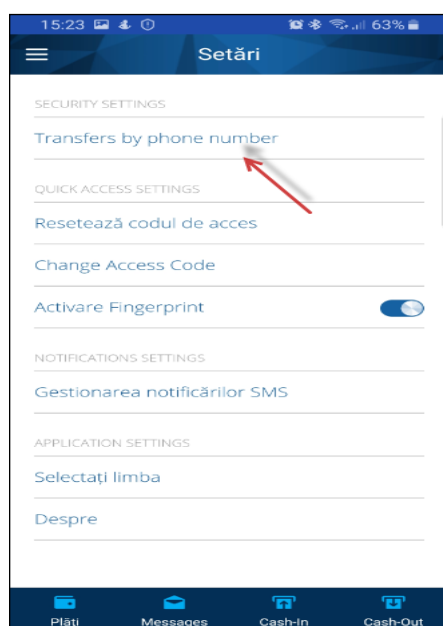 15:23 63%
Setări
SECURITY SETTINGS
Transfers by phone number
QUICK ACCESS SETTINGS
Resetează codul de acces
Change Access Code
Activare Fingerprint
NOTIFICATIONS SETTINGS
Gestionarea notificărilor SMS
APPLICATION SETTINGS
Selectați limba
Despre
Plăți Messages Cash-In Cash-Out